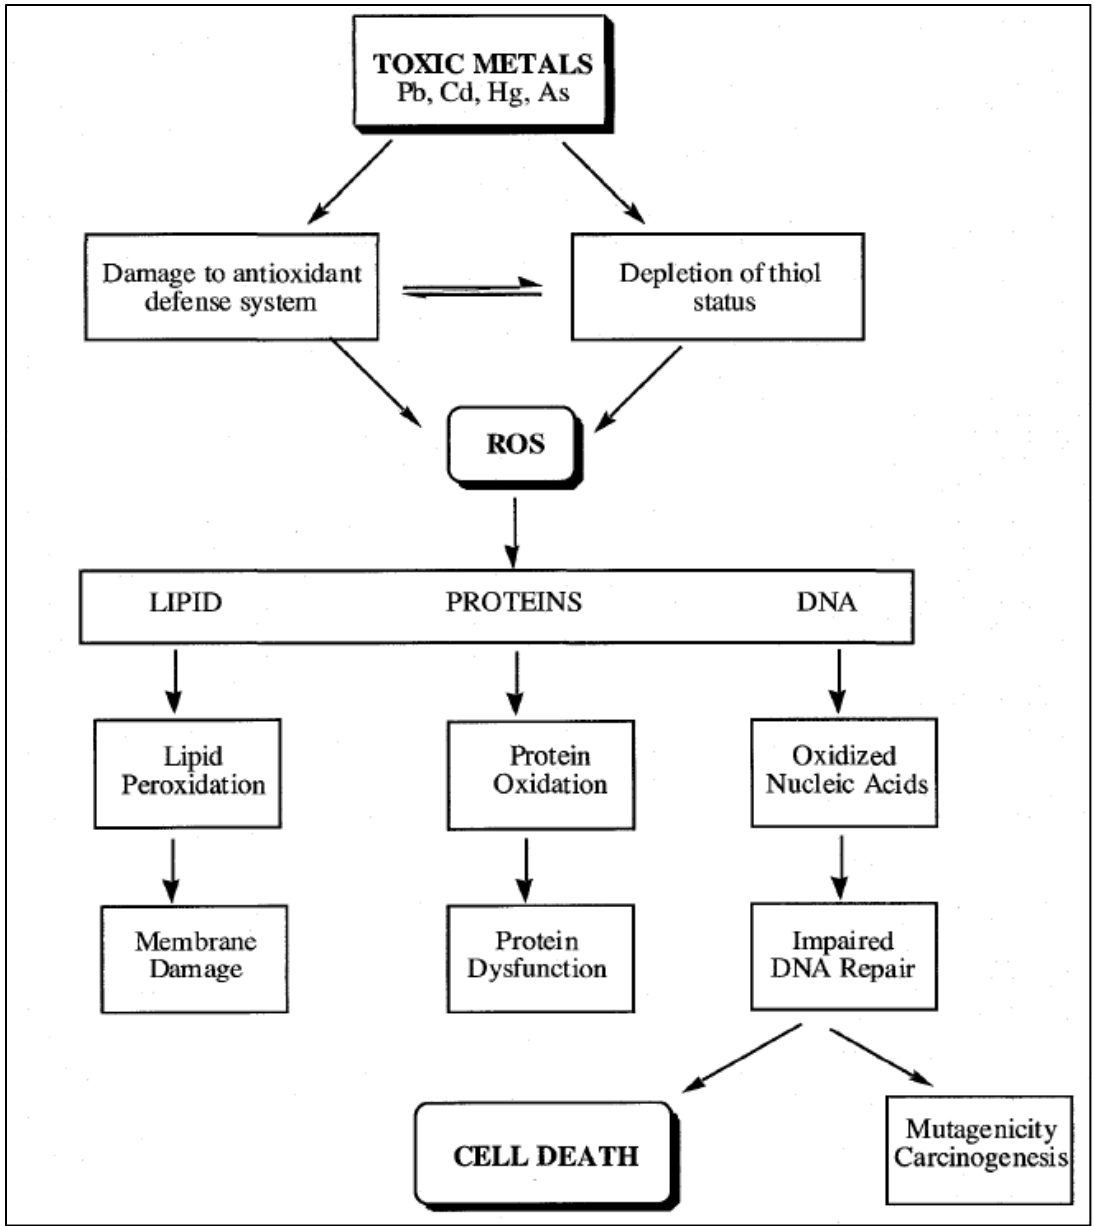 TOXIC METALS
Pb, Cd, Hg, As
Damage to antioxidant
defense system
Depletion of thiol
status
ROS
LIPID PROTEINS DNA
Lipid
Peroxidation
Protein
Oxidation
Oxidized
Nucleic Acids
Membrane
Damage
Protein
Dysfunction
Impaired
DNA Repair
CELL DEATH
Mutagenicity
Carcinogenesis